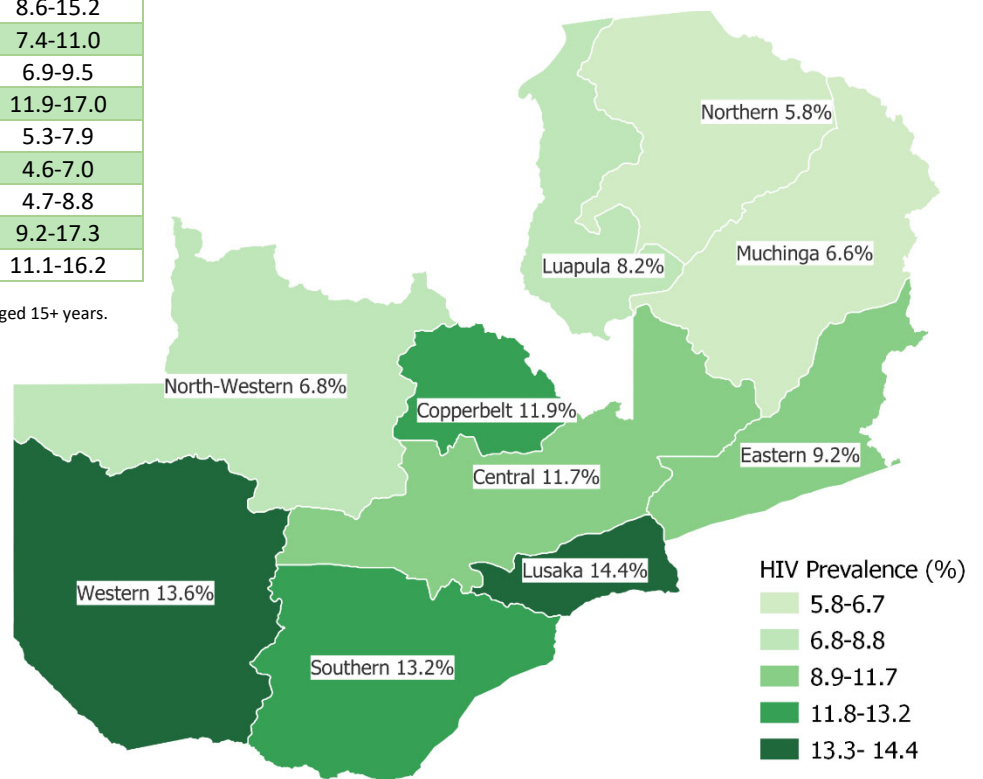 8.6-15.2
7.4-11.0
6.9-9.5
11.9-17.0
5.3-7.9
4.6-7.0
4.7-8.8
9.2-17.3
11.1-16.2
ged 15+ years.
Northern 5.8%
Muchinga 6.6%
Luapula 8.2%
North-Western 6.8%
Copperbelt 11.9%
Eastern 9.2%
Central 11.7%
Lusaka 14.4%
Western 13.6%
Southern 13.2%
HIV Prevalence (%)
5.8-6.7
6.8-8.8
8.9-11.7
11.8-13.2
13.3- 14.4